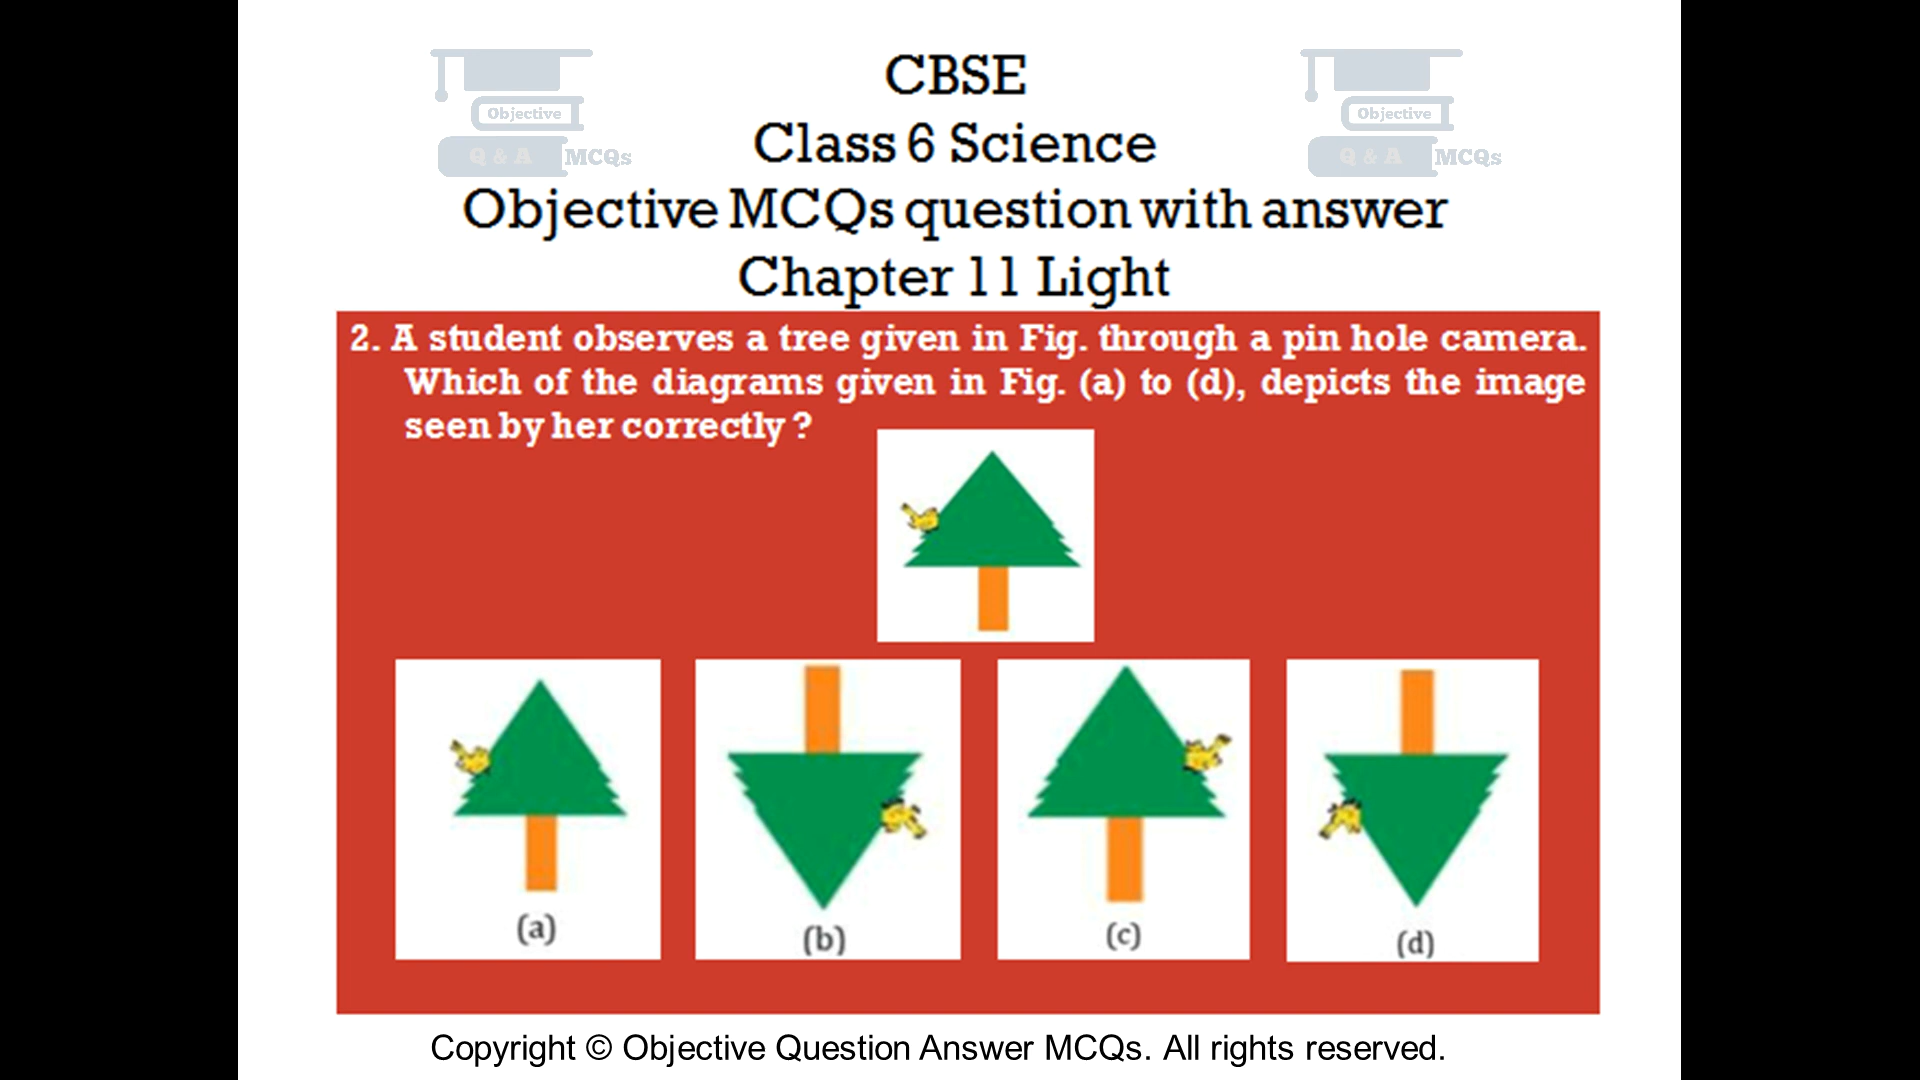 Objective
Q & A MCQs
Objective
Q & A MCQs
CBSE
Class 6 Science
Objective MCQs question with answer
Chapter 11 Light
2. A student observes a tree given in Fig. through a pin hole camera.
Which of the diagrams given in Fig. (a) to (d), depicts the image
seen by her correctly ?
(a)
(b)
(c)
(d)
Copyright © Objective Question Answer MCQs. All rights reserved.